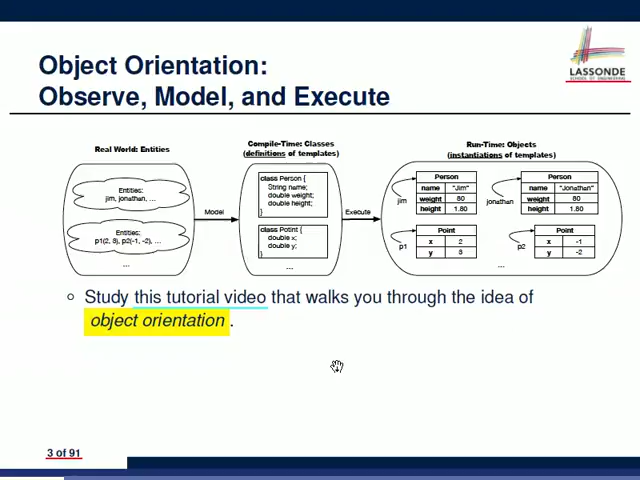 Object Orientation:
Observe, Model, and Execute
LASSONDE
SCHOOL OF ENGINEERING
Real World: Entities
Compile-Time: Classes
(definitions of templates)
Run-Time: Objects
(instantiations of templates)
Entities:
jim, jonathan, ...
Entities:
p1(2, 3), p2(-1, -2), ...
...
Model
class Person {
String name;
double weight;
double height;
}
class Potint {
double x;
double y;
}
...
Execute
jim
Person
name "Jim"
weight 80
height 1.80
jonathan
Person
name "Jonathan"
weight 80
height 1.80
p1
Point
x 2
y 3
p2
Point
x -1
y -2
...
Study this tutorial video that walks you through the idea of
object orientation.
3 of 91